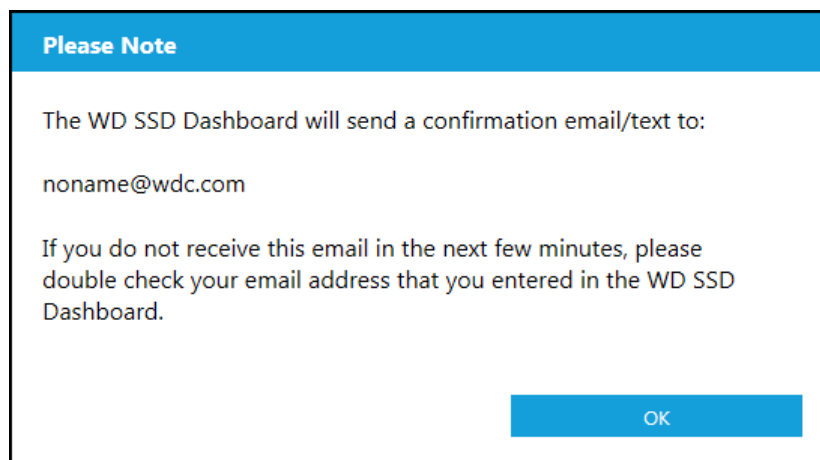 Please Note
The WD SSD Dashboard will send a confirmation email/text to:
noname@wdc.com
If you do not receive this email in the next few minutes, please
double check your email address that you entered in the WD SSD
Dashboard.
OK